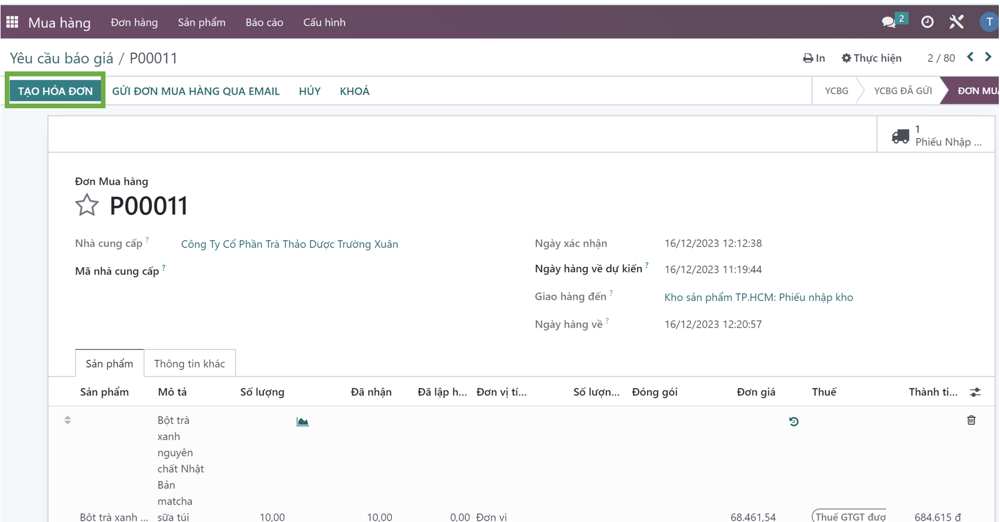 Mua hàng Đơn hàng Sản phẩm Báo cáo Cấu hình 2 T
Yêu cầu báo giá / P00011 In Thực hiện 2 / 80
TẠO HÓA ĐƠN GỬI ĐƠN MUA HÀNG QUA EMAIL HỦY KHOÁ YCBG YCBG ĐÃ GỬI ĐƠN MUA
1
Phiếu Nhập ...
Đơn Mua hàng
P00011
Nhà cung cấp ? Công Ty Cổ Phần Trà Thảo Dược Trường Xuân Ngày xác nhận 16/12/2023 12:12:38
Mã nhà cung cấp ? Ngày hàng về dự kiến ? 16/12/2023 11:19:44
Giao hàng đến ? Kho sản phẩm TP.HCM: Phiếu nhập kho
Ngày hàng về ? 16/12/2023 12:20:57
Sản phẩm Thông tin khác
Sản phẩm Mô tả Số lượng Đã nhận Đã lập h... Đơn vị tí... Số lượn... Đóng gói Đơn giá Thuế Thành ti...
Bột trà
xanh
nguyên
chất Nhật
Bản
matcha
Bột trà xanh ... sữa túi 10,00 10,00 0,00 Đơn vị 68.461,54 Thuế GTGT đượ 684.615 đ